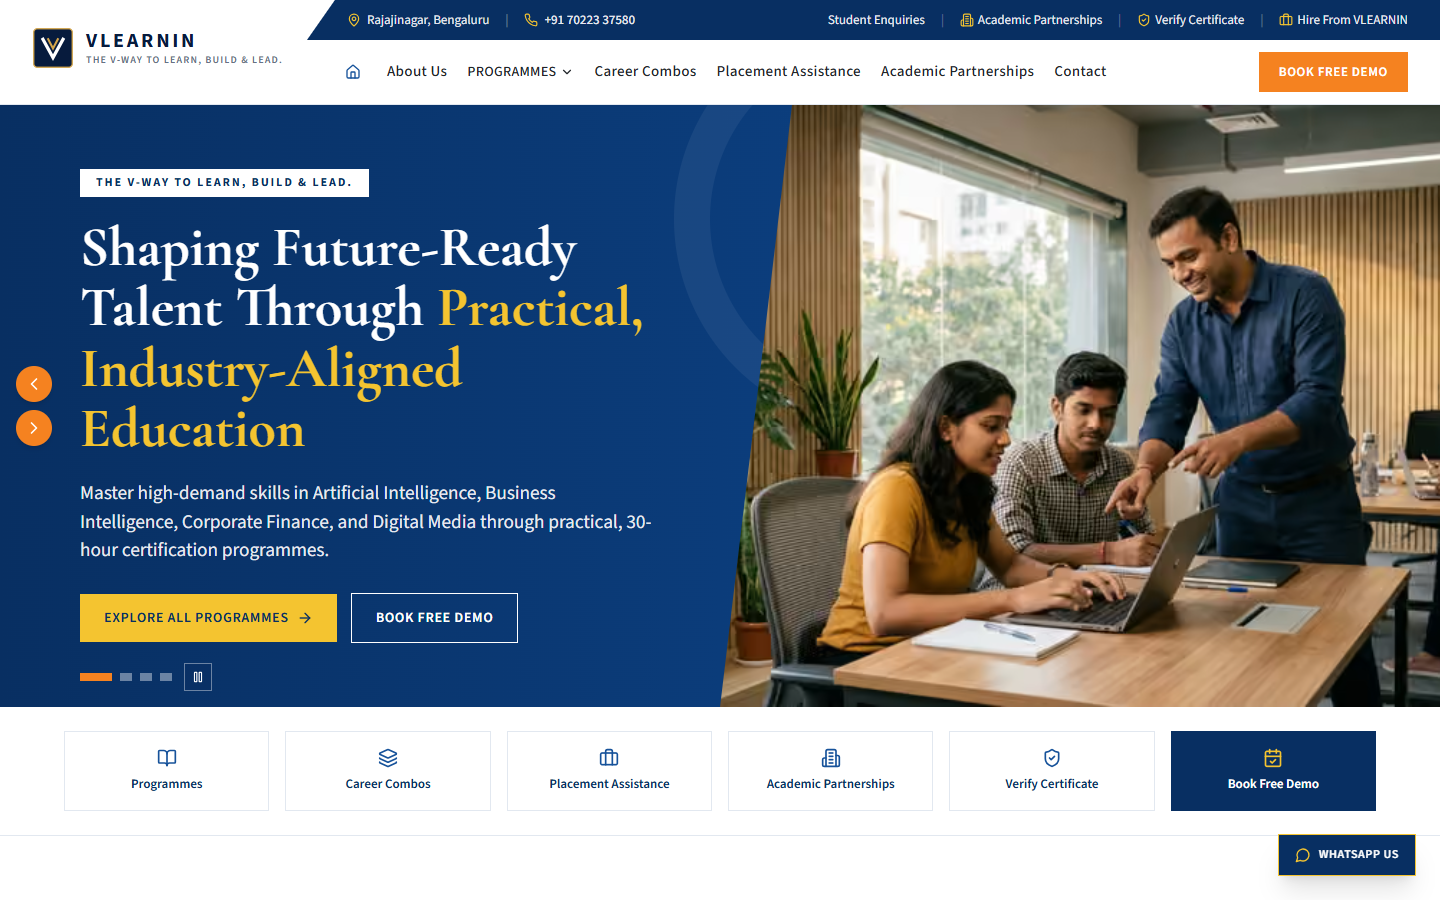 VLEARNIN
THE V-WAY TO LEARN, BUILD & LEAD.
Rajajinagar, Bengaluru
+91 70223 37580
Student Enquiries
Academic Partnerships
Verify Certificate
Hire From VLEARNIN
About Us
PROGRAMMES
Career Combos
Placement Assistance
Academic Partnerships
Contact
BOOK FREE DEMO
THE V-WAY TO LEARN, BUILD & LEAD.
Shaping Future-Ready
Talent Through Practical,
Industry-Aligned
Education
Master high-demand skills in Artificial Intelligence, Business
Intelligence, Corporate Finance, and Digital Media through practical, 30-
hour certification programmes.
EXPLORE ALL PROGRAMMES
BOOK FREE DEMO
Programmes
Career Combos
Placement Assistance
Academic Partnerships
Verify Certificate
Book Free Demo
WHATSAPP US